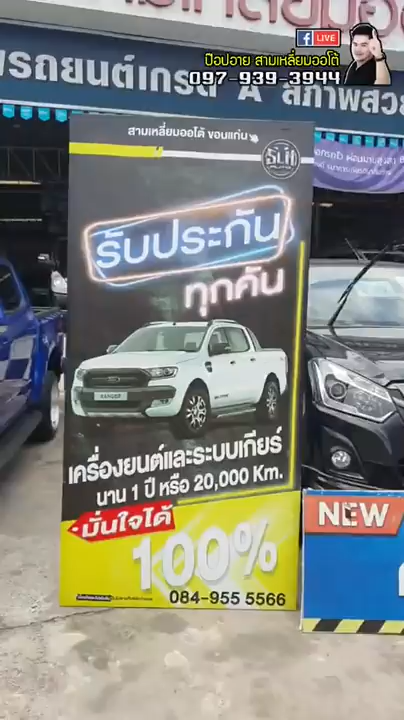 LIVE
ป๊อปอาย สามเหลี่ยมออโต้
097-939-3944
รถยนต์เกรด A สภาพสวย
สามเหลี่ยมออโต้ ขอนแก่น
รับประกัน
ทุกคัน
RANGER
เครื่องยนต์และระบบเกียร์
นาน 1 ปี หรือ 20,000 Km.
มั่นใจได้
100%
084-955 5566
NEW